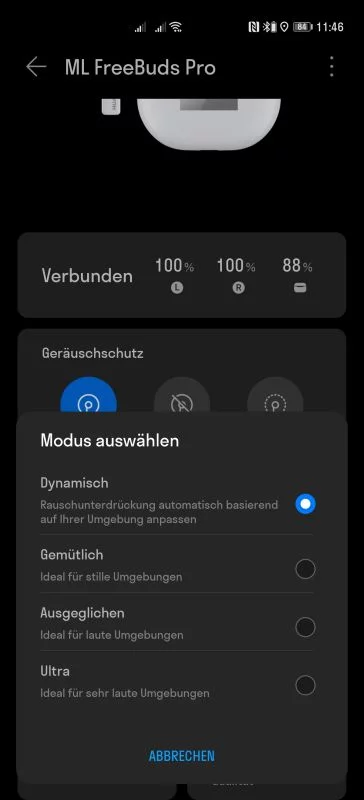 84 11:46
ML FreeBuds Pro
Verbunden
100% 100% 88%
L R
Geräuschschutz
Modus auswählen
Dynamisch
Rauschunterdrückung automatisch basierend
auf Ihrer Umgebung anpassen
Gemütlich
Ideal für stille Umgebungen
Ausgeglichen
Ideal für laute Umgebungen
Ultra
Ideal für sehr laute Umgebungen
ABBRECHEN